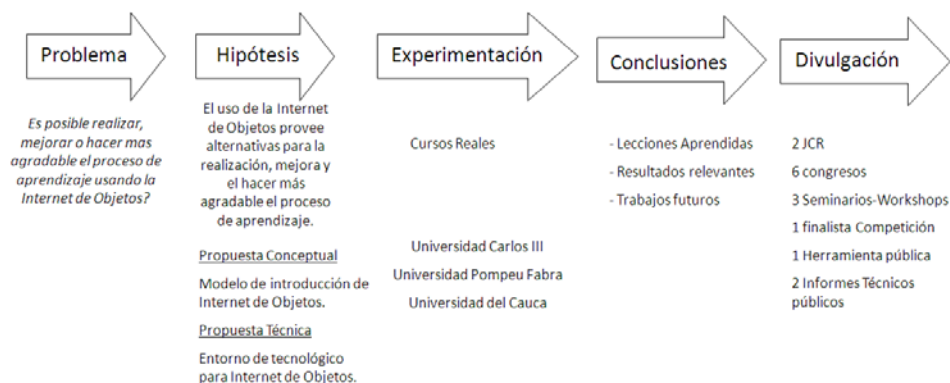 Problema
Es posible realizar,
mejorar o hacer mas
agradable el proceso de
aprendizaje usando la
Internet de Objetos?
Hipótesis
El uso de la Internet
de Objetos provee
alternativas para la
realización, mejora y
el hacer más
agradable el proceso
de aprendizaje.
Propuesta Conceptual
Modelo de introducción de
Internet de Objetos.
Propuesta Técnica
Entorno de tecnológico
para Internet de Objetos.
Experimentación
Cursos Reales
Universidad Carlos III
Universidad Pompeu Fabra
Universidad del Cauca
Conclusiones
- Lecciones Aprendidas
- Resultados relevantes
- Trabajos futuros
Divulgación
2 JCR
6 congresos
3 Seminarios-Workshops
1 finalista Competición
1 Herramienta pública
2 Informes Técnicos
públicos